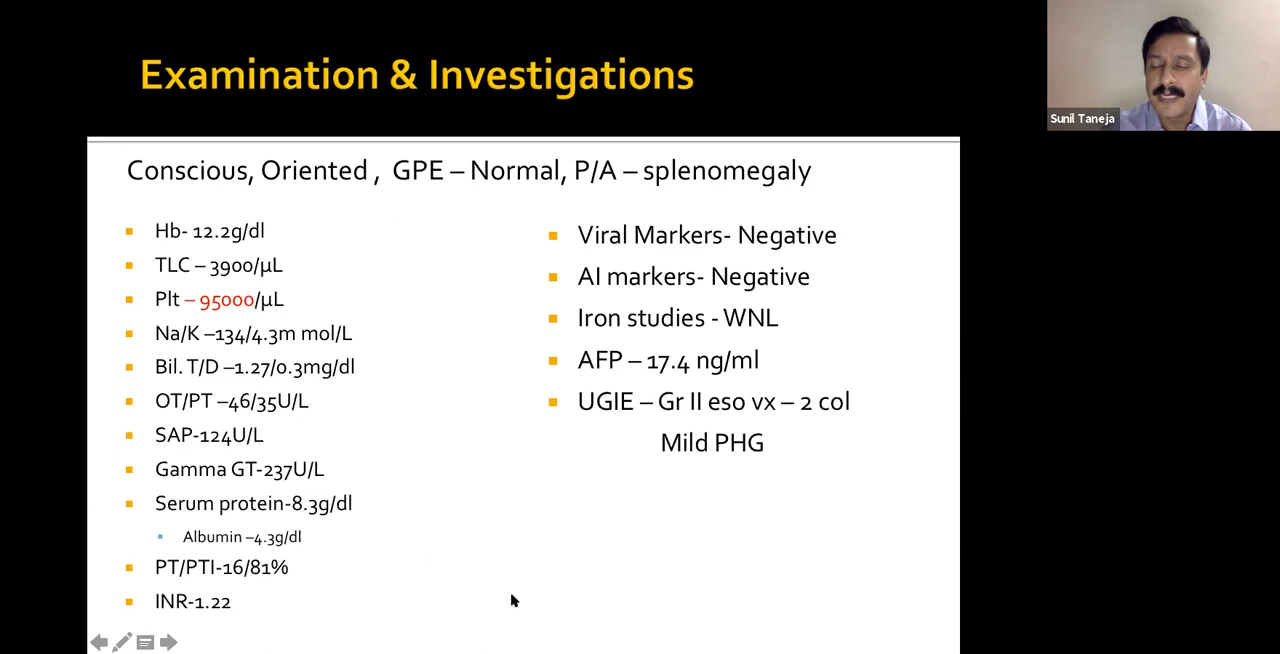 Examination & Investigations
Sunil Taneja
Conscious, Oriented , GPE – Normal, P/A – splenomegaly
Hb- 12.2g/dl
TLC – 3900/µL
Plt – 95000/µL
Na/K –134/4.3m mol/L
Bil. T/D –1.27/0.3mg/dl
OT/PT –46/35U/L
SAP-124U/L
Gamma GT-237U/L
Serum protein-8.3g/dl
Albumin –4.3g/dl
PT/PTI-16/81%
INR-1.22
Viral Markers- Negative
AI markers- Negative
Iron studies - WNL
AFP – 17.4 ng/ml
UGIE – Gr II eso vx – 2 col
Mild PHG